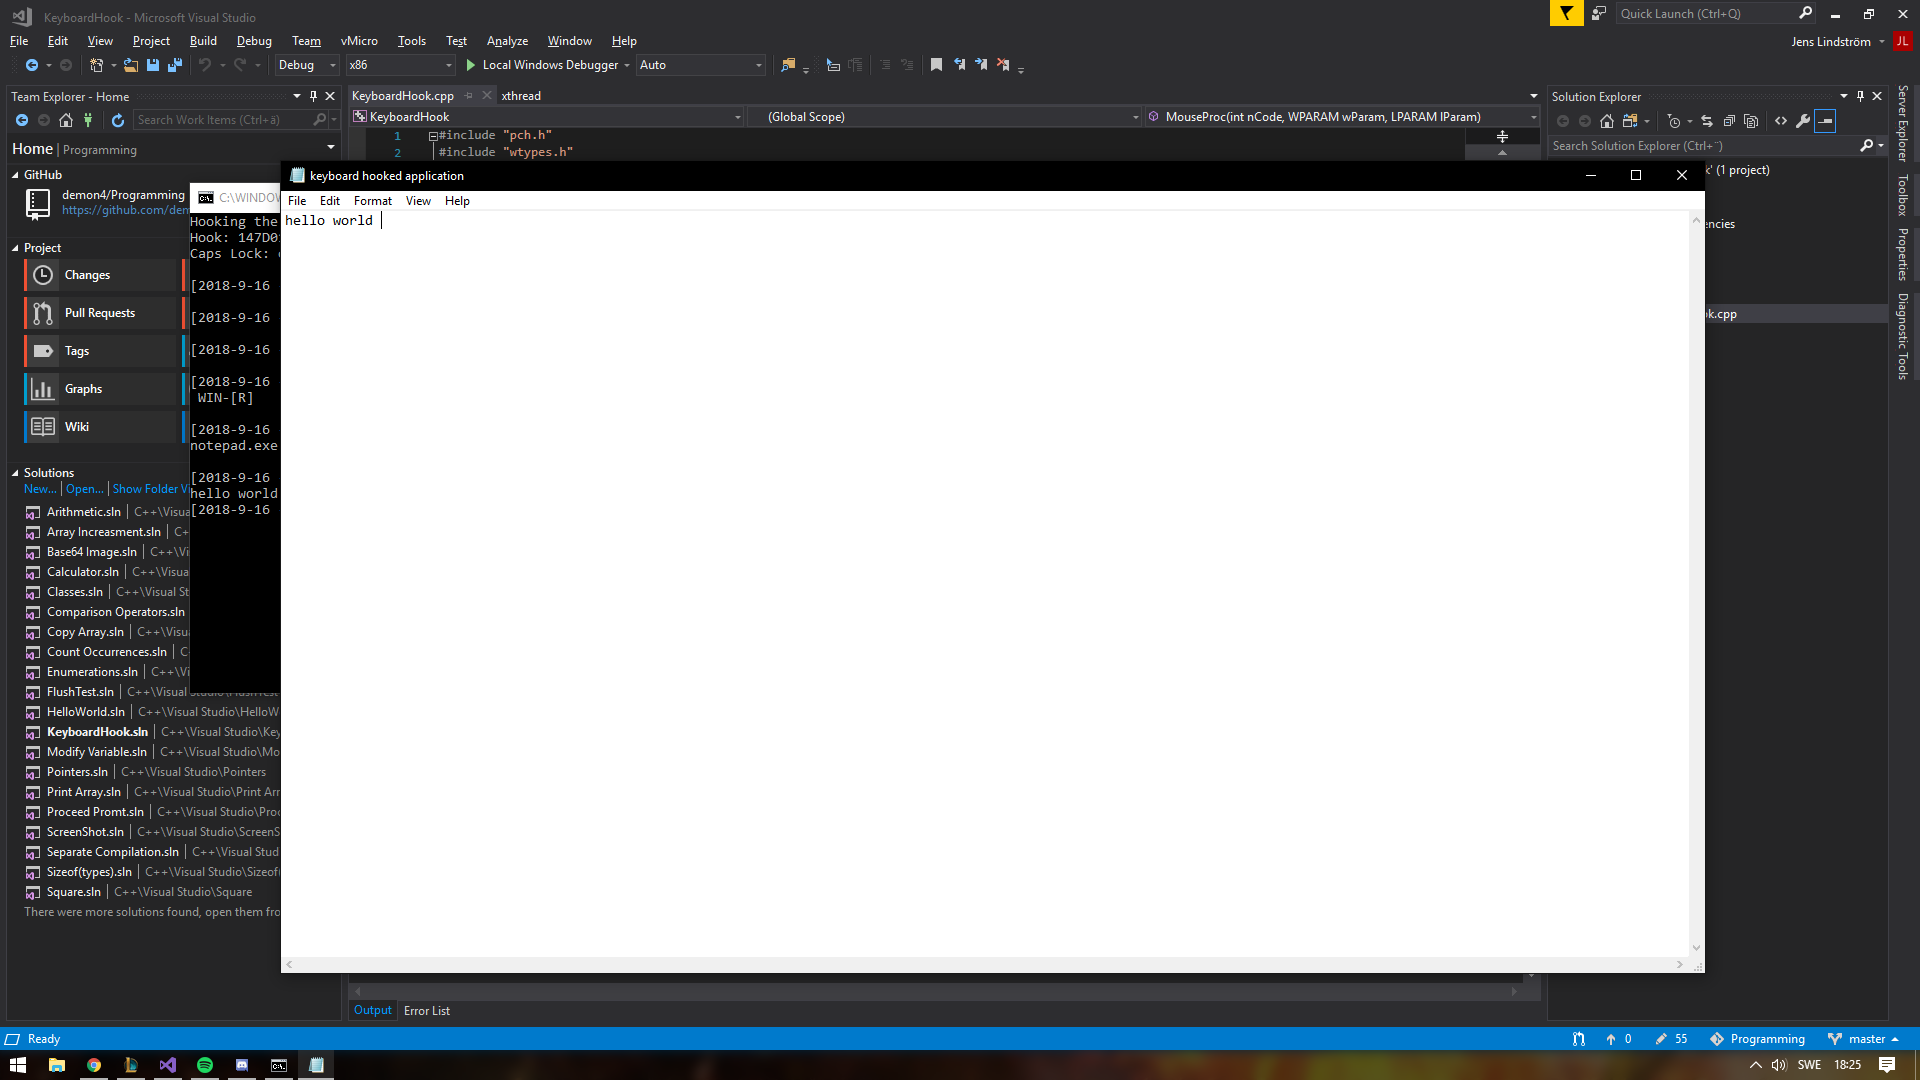 KeyboardHook - Microsoft Visual Studio
Quick Launch (Ctrl+Q)
File Edit View Project Build Debug Team vMicro Tools Test Analyze Window Help
Jens Lindström JL
Debug x86 Local Windows Debugger Auto
Team Explorer - Home
Search Work Items (Ctrl+ä)
Home | Programming
GitHub
demon4/Programming
https://github.com/den
Project
Changes
Pull Requests
Tags
Graphs
Wiki
Solutions
New... | Open... | Show Folder V
Arithmetic.sln | C++\Visua
Array Increasment.sln | C+
Base64 Image.sln | C++\Vi
Calculator.sln | C++\Visua
Classes.sln | C++\Visual St
Comparison Operators.sln
Copy Array.sln | C++\Visu
Count Occurrences.sln | C
Enumerations.sln | C++\Vi
FlushTest.sln | C++\Visual Studio\FlushTest
HelloWorld.sln | C++\Visual Studio\HelloW
KeyboardHook.sln | C++\Visual Studio\Key
Modify Variable.sln | C++\Visual Studio\Mo
Pointers.sln | C++\Visual Studio\Pointers
Print Array.sln | C++\Visual Studio\Print Arr
Proceed Promt.sln | C++\Visual Studio\Proc
ScreenShot.sln | C++\Visual Studio\ScreenS
Separate Compilation.sln | C++\Visual Stud
Sizeof(types).sln | C++\Visual Studio\Sizeof(
Square.sln | C++\Visual Studio\Square
There were more solutions found, open them fro
C:\WINDOW
Hooking the
Hook: 147D0
Caps Lock:
[2018-9-16
[2018-9-16
[2018-9-16
[2018-9-16
WIN-[R]
[2018-9-16
notepad.exe
[2018-9-16
hello world
[2018-9-16
KeyboardHook.cpp xthread
KeyboardHook (Global Scope) MouseProc(int nCode, WPARAM wParam, LPARAM lParam)
1 #include "pch.h"
2 #include "wtypes.h"
keyboard hooked application
File Edit Format View Help
hello world
Solution Explorer
Search Solution Explorer (Ctrl+¨)
k' (1 project)
encies
k.cpp
Server Explorer
Toolbox
Properties
Diagnostic Tools
Output Error List
Ready
0 55 Programming master
SWE 18:25